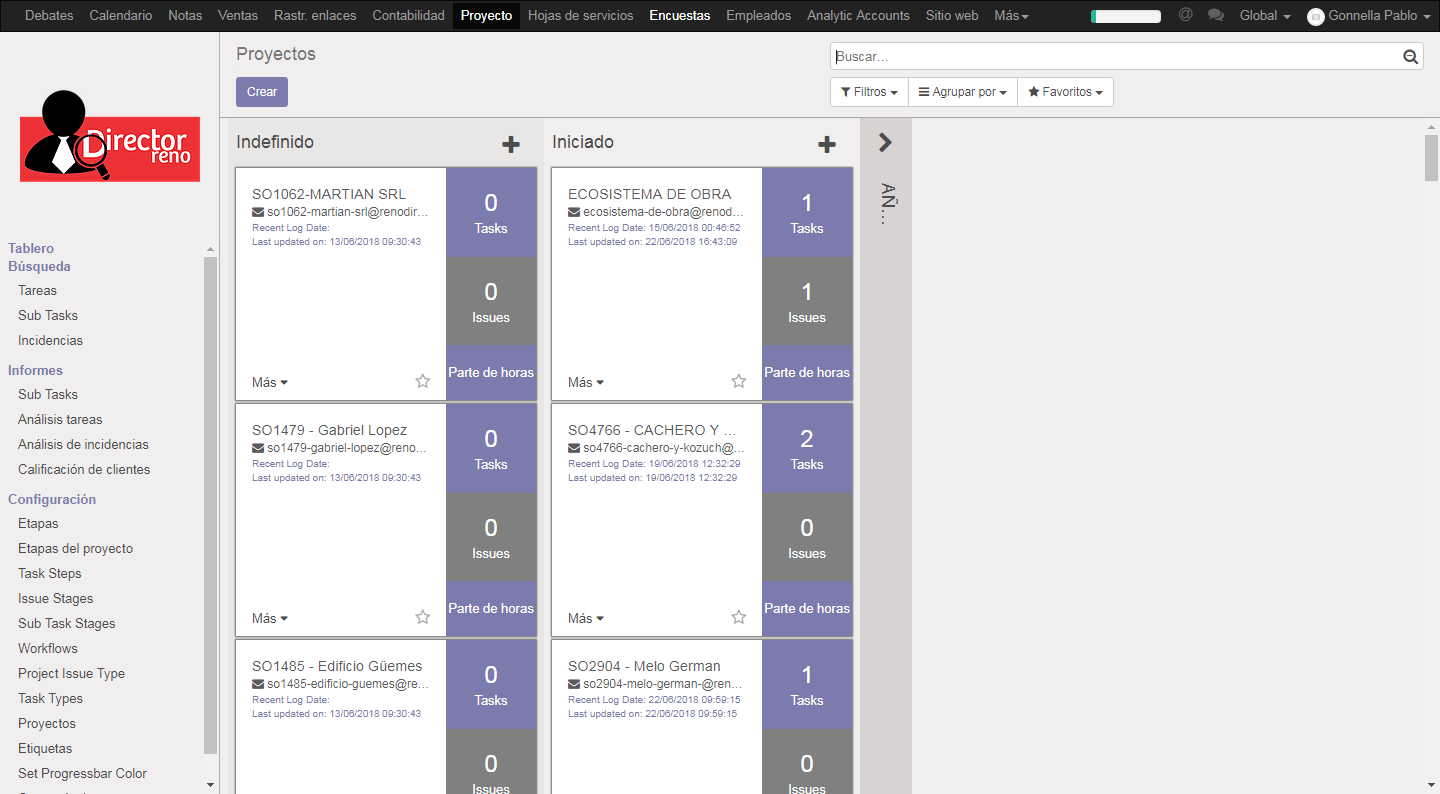 Debates Calendario Notas Ventas Rastr. enlaces Contabilidad Proyecto Hojas de servicios Encuestas Empleados Analytic Accounts Sitio web Más @ Global Gonnella Pablo
Director
reno
Tablero
Búsqueda
Tareas
Sub Tasks
Incidencias
Informes
Sub Tasks
Análisis tareas
Análisis de incidencias
Calificación de clientes
Configuración
Etapas
Etapas del proyecto
Task Steps
Issue Stages
Sub Task Stages
Workflows
Project Issue Type
Task Types
Proyectos
Etiquetas
Set Progressbar Color
Proyectos
Buscar...
Crear
Filtros Agrupar por Favoritos
Indefinido
SO1062-MARTIAN SRL
so1062-martian-srl@renodir...
Recent Log Date:
Last updated on: 13/06/2018 09:30:43
0
Tasks
0
Issues
Más
Parte de horas
SO1479 - Gabriel Lopez
so1479-gabriel-lopez@reno...
Recent Log Date:
Last updated on: 13/06/2018 09:30:43
0
Tasks
0
Issues
Más
Parte de horas
SO1485 - Edificio Güemes
so1485-edificio-guemes@re...
Recent Log Date:
Last updated on: 13/06/2018 09:30:43
0
Tasks
0
Issues
Iniciado
ECOSISTEMA DE OBRA
ecosistema-de-obra@renod...
Recent Log Date: 15/06/2018 00:46:52
Last updated on: 22/06/2018 16:43:09
1
Tasks
1
Issues
Más
Parte de horas
SO4766 - CACHERO Y ...
so4766-cachero-y-kozuch@...
Recent Log Date: 19/06/2018 12:32:29
Last updated on: 19/06/2018 12:32:29
2
Tasks
0
Issues
Más
Parte de horas
SO2904 - Melo German
so2904-melo-german-@ren...
Recent Log Date: 22/06/2018 09:59:15
Last updated on: 22/06/2018 09:59:15
1
Tasks
0
Issues
AÑ...